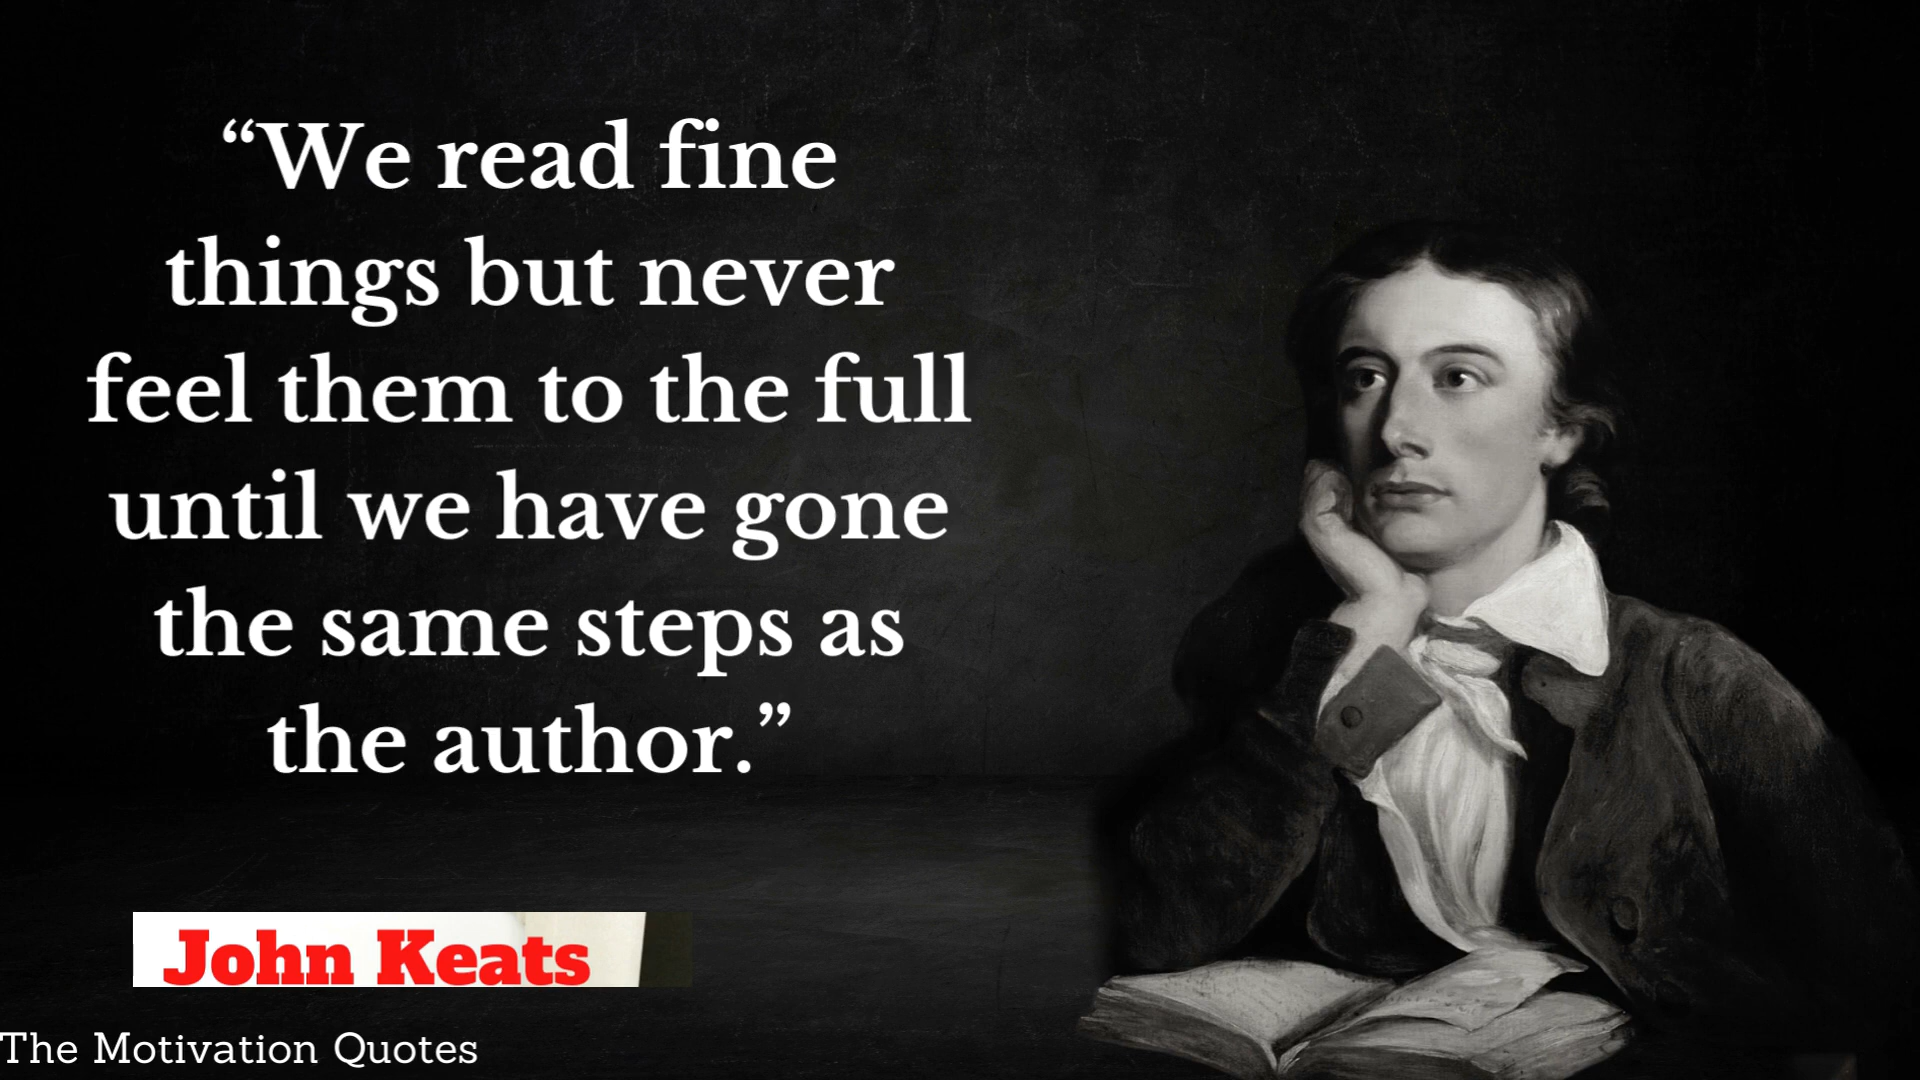 “We read fine
things but never
feel them to the full
until we have gone
the same steps as
the author.”
John Keats
The Motivation Quotes